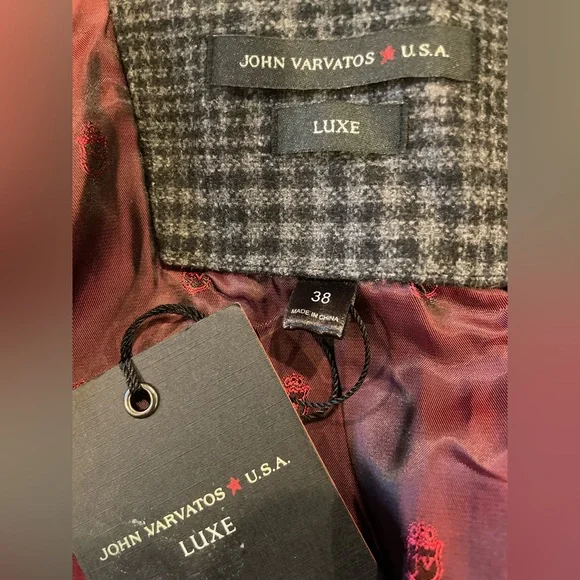 JOHN VARVATOS ★ U.S.A.
LUXE
38
MADE IN CHINA
JOHN VARVATOS ★ U.S.A.
LUXE